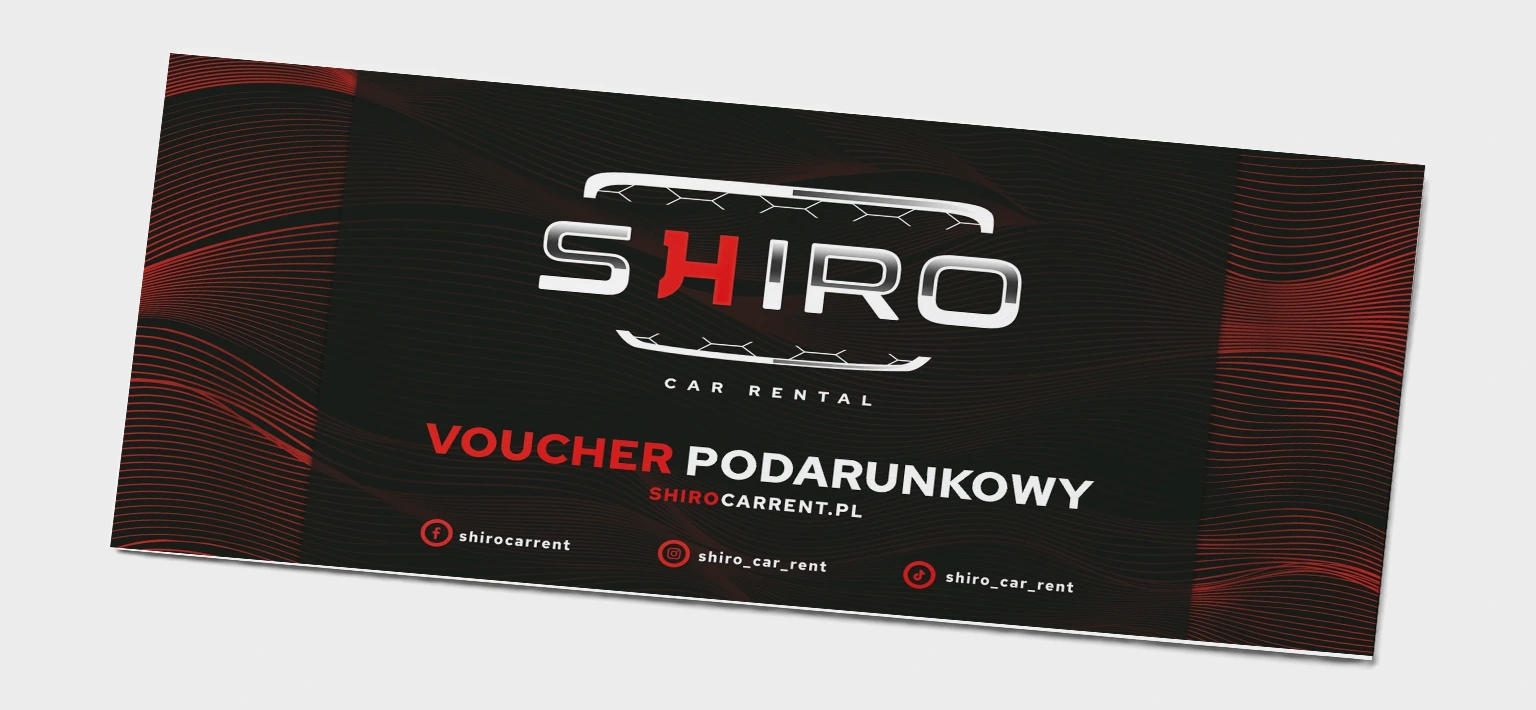 SHIRO
CAR RENTAL
VOUCHER PODARUNKOWY
SHIROCARRENT.PL
shirocarrent
shiro_car_rent
shiro_car_rent